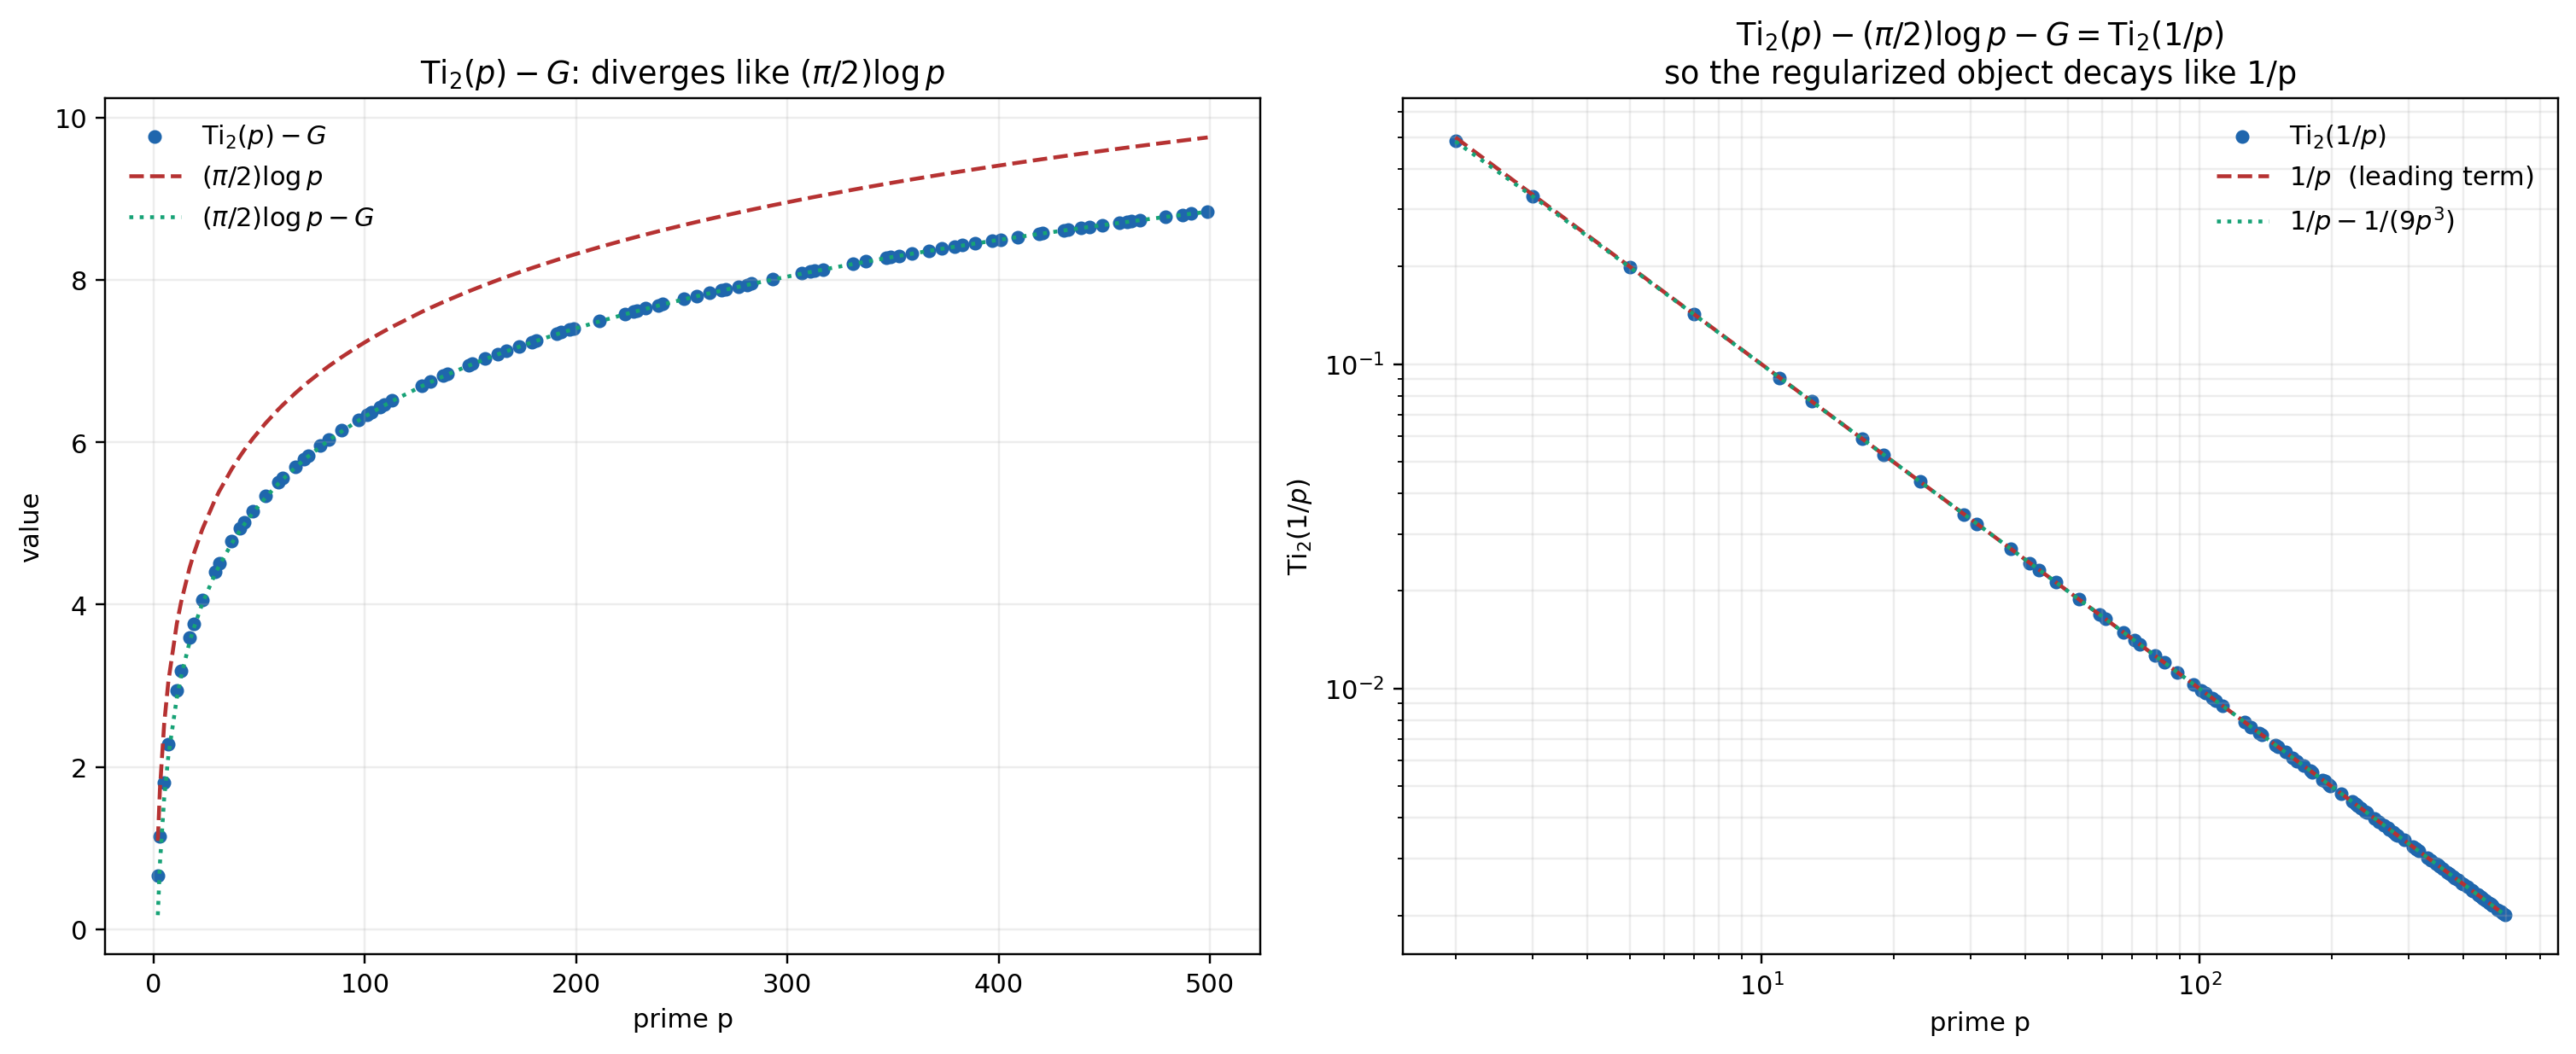 Ti₂(p) − G: diverges like (π/2)log p
10
8
6
4
2
0
value
Ti₂(p) − G
(π/2)log p
(π/2)log p − G
0
100
200
300
400
500
prime p
Ti₂(p) − (π/2)log p − G = Ti₂(1/p)
so the regularized object decays like 1/p
10⁻¹
10⁻²
Ti₂(1/p)
Ti₂(1/p)
1/p (leading term)
1/p − 1/(9p³)
10¹
10²
prime p